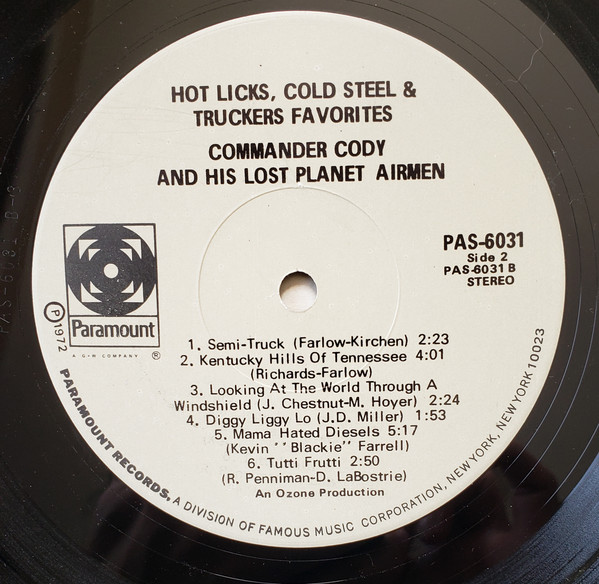 HOT LICKS, COLD STEEL &
TRUCKERS FAVORITES
COMMANDER CODY
AND HIS LOST PLANET AIRMEN
PAS-6031
Side 2
PAS-6031 B
STEREO
Paramount
A G+W COMPANY ®
Ⓟ1972
1. Semi-Truck (Farlow-Kirchen) 2:23
2. Kentucky Hills Of Tennessee 4:01
(Richards-Farlow)
3. Looking At The World Through A
Windshield (J. Chestnut-M. Hoyer) 2:24
4. Diggy Liggy Lo (J.D. Miller) 1:53
5. Mama Hated Diesels 5:17
(Kevin ''Blackie'' Farrell)
6. Tutti Frutti 2:50
(R. Penniman-D. LaBostrie)
An Ozone Production
PARAMOUNT RECORDS, A DIVISION OF FAMOUS MUSIC CORPORATION, NEW YORK, NEW YORK 10023